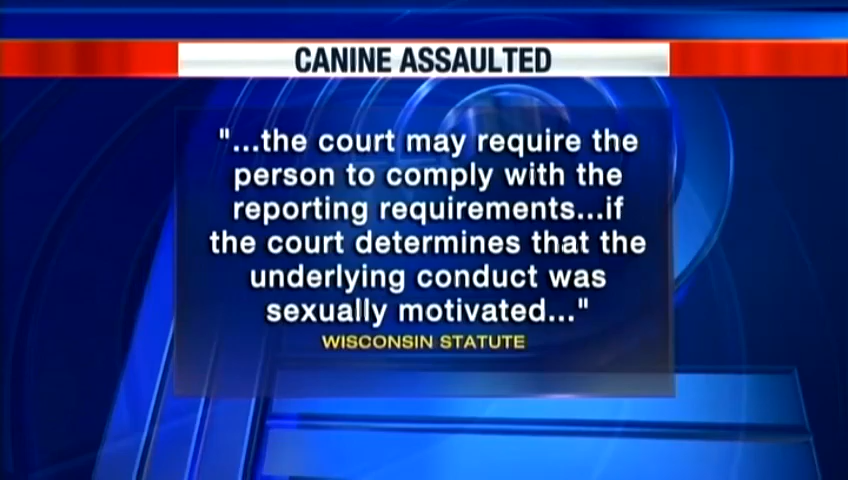 CANINE ASSAULTED
"...the court may require the
person to comply with the
reporting requirements...if
the court determines that the
underlying conduct was
sexually motivated..."
WISCONSIN STATUTE